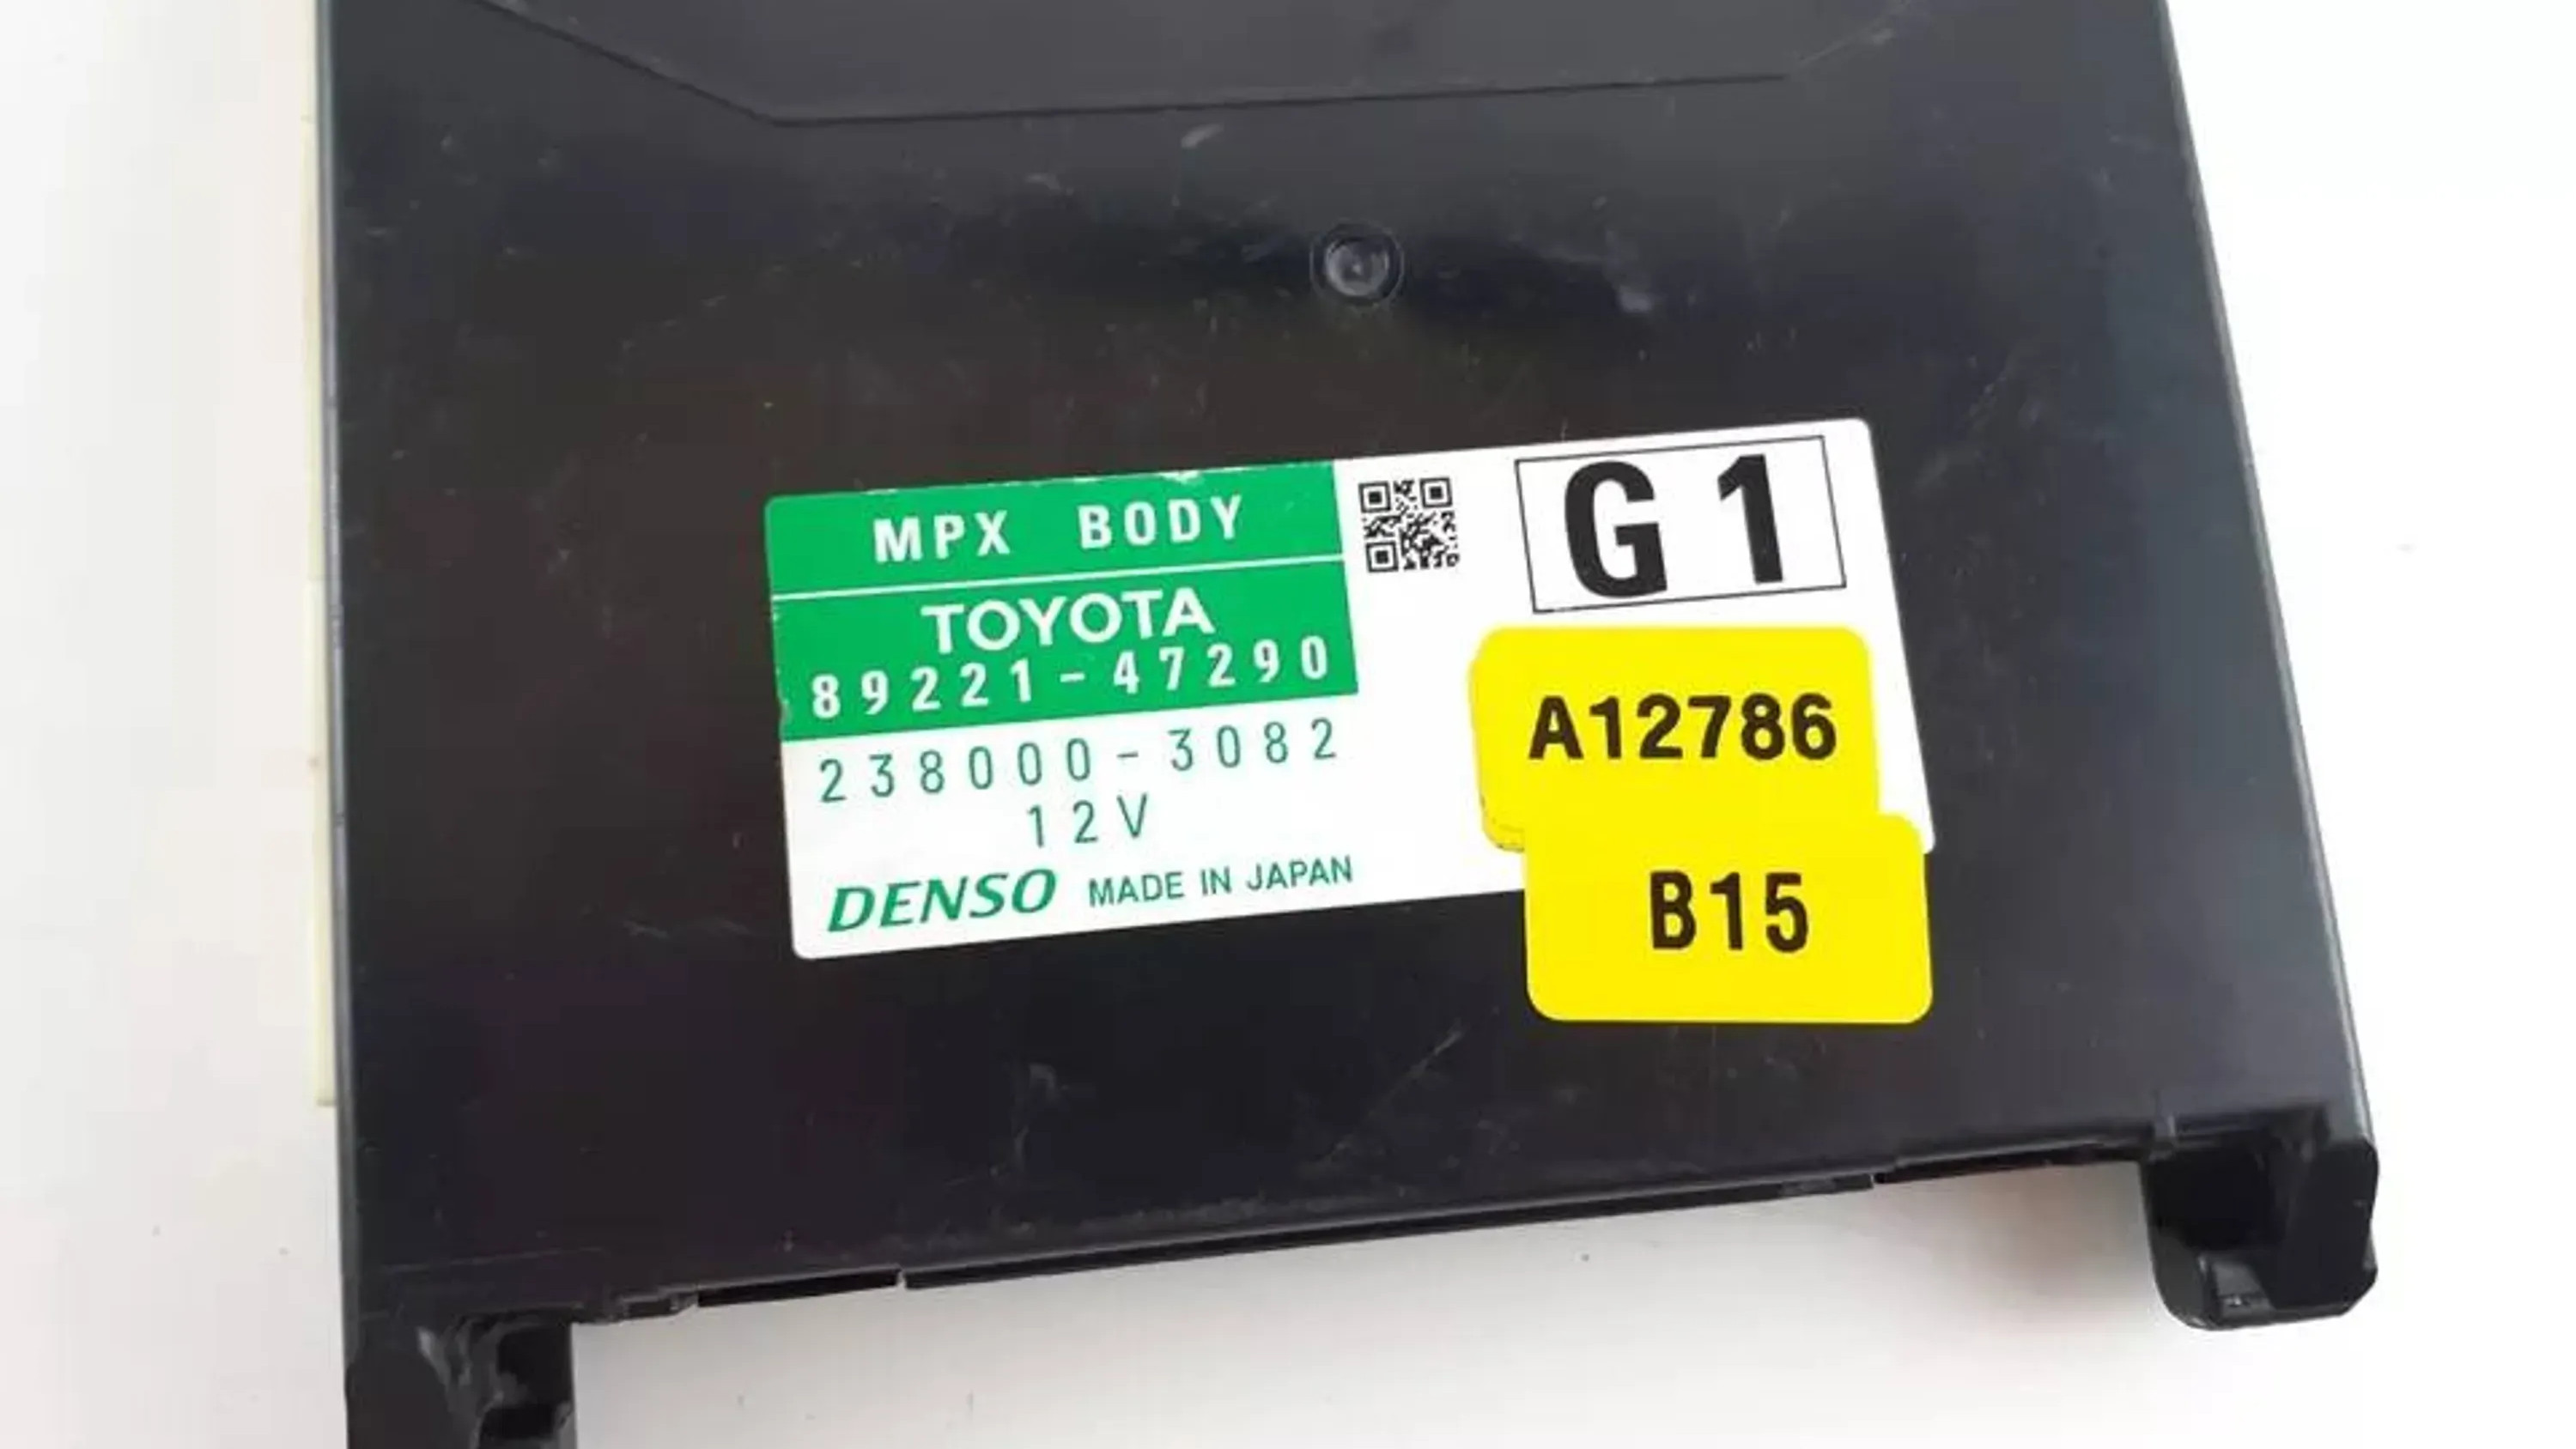 MPX BODY
TOYOTA
89221-47290
238000-3082
12V
DENSO MADE IN JAPAN
G1
A12786
B15